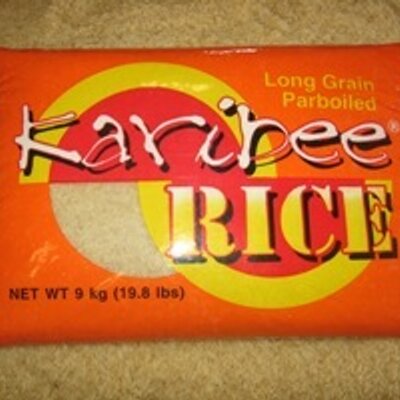 Long Grain
Parboiled
Karibee®
RICE
NET WT 9 kg (19.8 lbs)